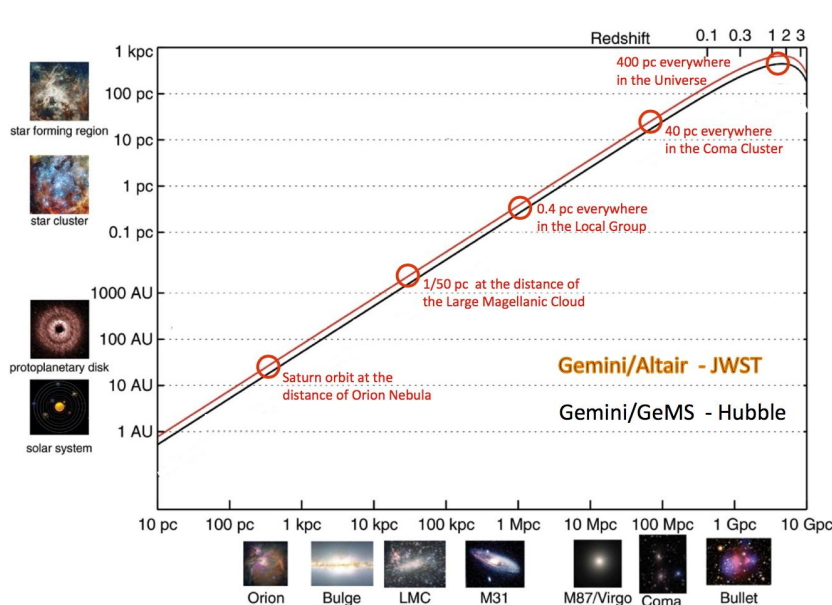 Redshift
0.1 0.3 1 2 3
1 kpc
400 pc everywhere
in the Universe
100 pc
star forming region
10 pc
40 pc everywhere
in the Coma Cluster
1 pc
0.4 pc everywhere
in the Local Group
star cluster
0.1 pc
1/50 pc at the distance of
the Large Magellanic Cloud
1000 AU
100 AU
protoplanetary disk
Gemini/Altair - JWST
10 AU
Saturn orbit at the
distance of Orion Nebula
Gemini/GeMS - Hubble
1 AU
solar system
10 pc 100 pc 1 kpc 10 kpc 100 kpc 1 Mpc 10 Mpc 100 Mpc 1 Gpc 10 Gpc
Orion Bulge LMC M31 M87/Virgo Coma Bullet